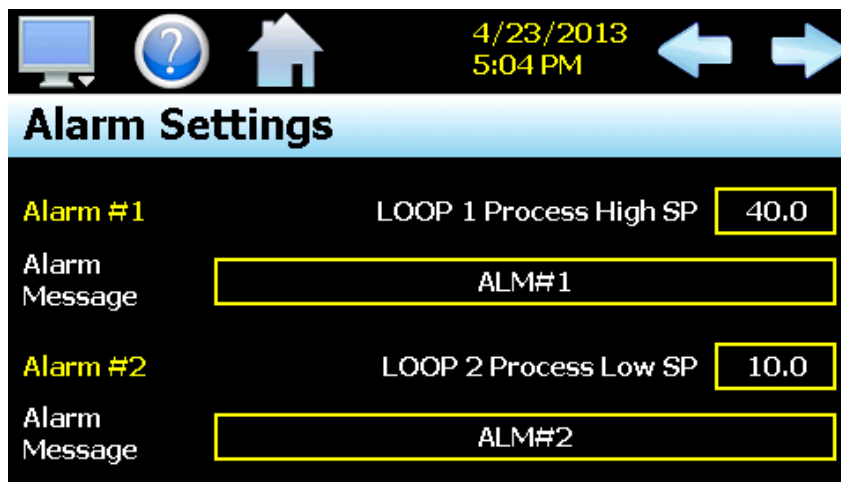 ?
4/23/2013
5:04 PM
Alarm Settings
Alarm #1 LOOP 1 Process High SP 40.0
Alarm
Message
ALM#1
Alarm #2 LOOP 2 Process Low SP 10.0
Alarm
Message
ALM#2